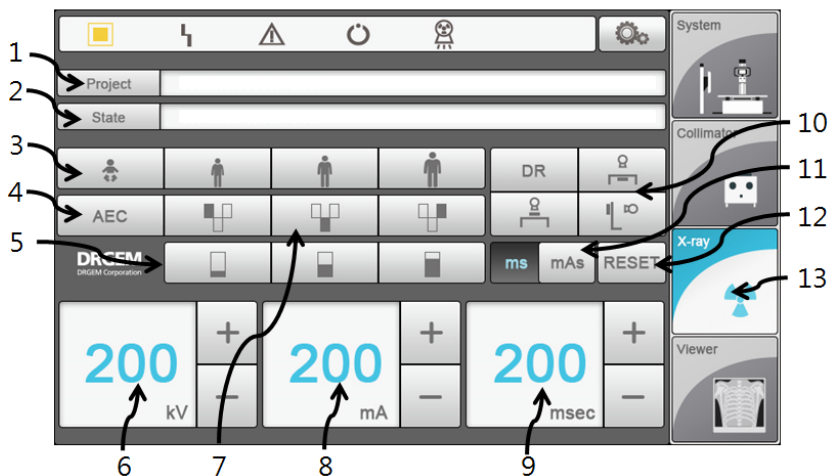 System
1
Project
2
State
Collimator
10
3
DR
11
4
AEC
12
5
DRGEM
DRGEM Corporation
ms
mAs
RESET
X-ray
13
200
kV
+
−
200
mA
+
−
200
msec
+
−
Viewer
6
7
8
9